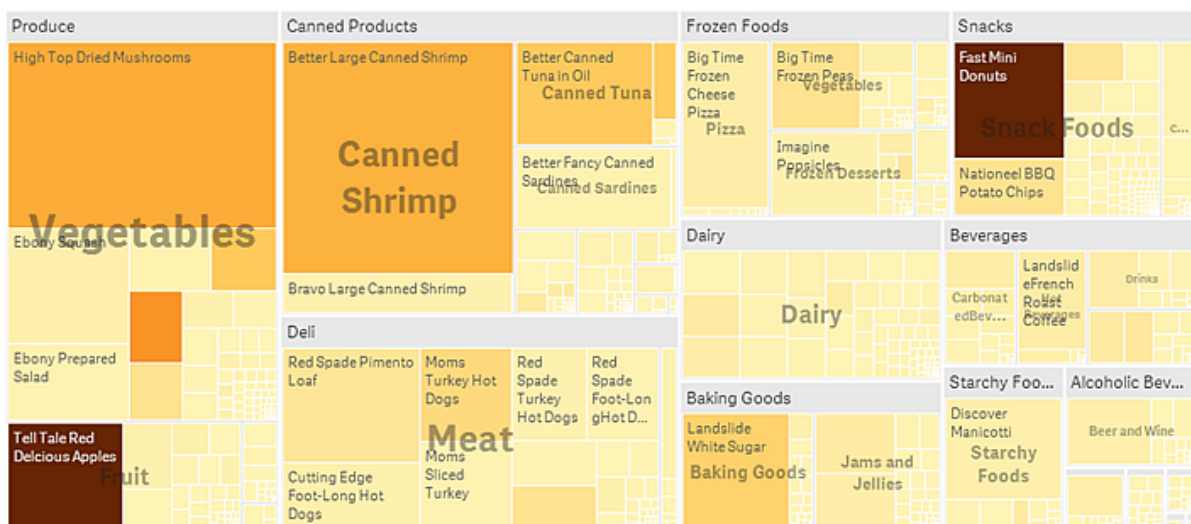 Produce
High Top Dried Mushrooms
Vegetables
Ebony Squash
Ebony Prepared
Salad
Tell Tale Red
Delcious Apples
Fruit
Canned Products
Better Large Canned Shrimp
Canned
Shrimp
Bravo Large Canned Shrimp
Better Canned
Tuna in Oil
Canned Tuna
Better Fancy Canned
Sardines
Canned Sardines
Deli
Red Spade Pimento
Loaf
Cutting Edge
Foot-Long Hot
Dogs
Moms
Turkey Hot
Dogs
Meat
Moms
Sliced
Turkey
Red
Spade
Turkey
Hot Dogs
Red
Spade
Foot-Lon
gHot D...
Frozen Foods
Big Time
Frozen
Cheese
Pizza
Pizza
Big Time
Frozen Peas
Vegetables
Imagine
Popsicles
Frozen Desserts
Dairy
Dairy
Baking Goods
Landslide
White Sugar
Baking Goods
Jams and
Jellies
Snacks
Fast Mini
Donuts
Snack Foods
C...
Nationeel BBQ
Potato Chips
Beverages
Carbonat
edBev...
Landslid
eFrench
Roast
Coffee
Hot
Beverages
Drinks
Starchy Foo...
Discover
Manicotti
Starchy
Foods
Alcoholic Bev...
Beer and Wine